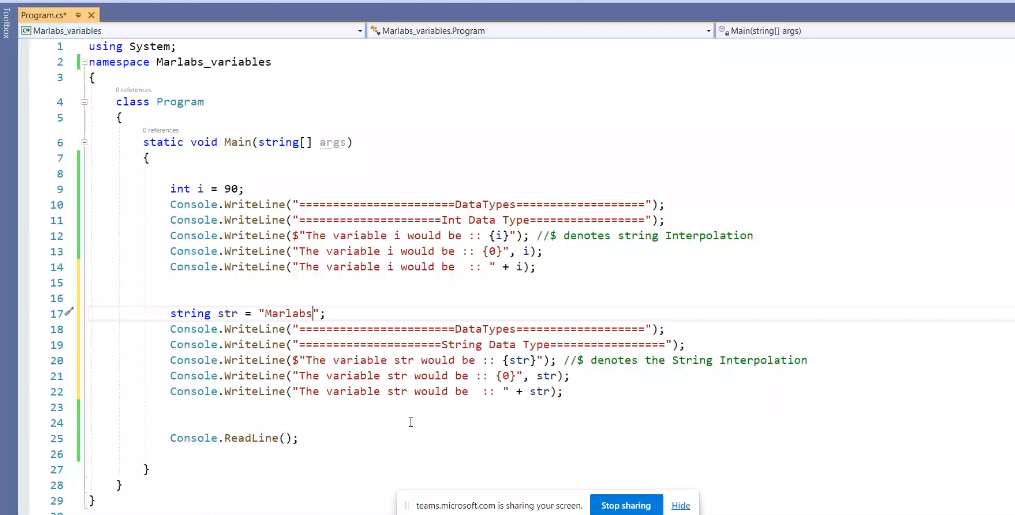 Toolbox
Program.cs*
C# Marlabs_variables
Marlabs_variables.Program
Main(string[] args)
1 using System;
2 namespace Marlabs_variables
3 {
0 references
4 class Program
5 {
0 references
6 static void Main(string[] args)
7 {
8
9 int i = 90;
10 Console.WriteLine("=======================DataTypes===================");
11 Console.WriteLine("=====================Int Data Type=================");
12 Console.WriteLine($"The variable i would be :: {i}"); //$ denotes string Interpolation
13 Console.WriteLine("The variable i would be :: {0}", i);
14 Console.WriteLine("The variable i would be  :: " + i);
15
16
17 string str = "Marlabs";
18 Console.WriteLine("=======================DataTypes===================");
19 Console.WriteLine("=====================String Data Type=================");
20 Console.WriteLine($"The variable str would be :: {str}"); //$ denotes the String Interpolation
21 Console.WriteLine("The variable str would be :: {0}", str);
22 Console.WriteLine("The variable str would be  :: " + str);
23
24
25 Console.ReadLine();
26
27 }
28 }
29 }
teams.microsoft.com is sharing your screen. Stop sharing Hide